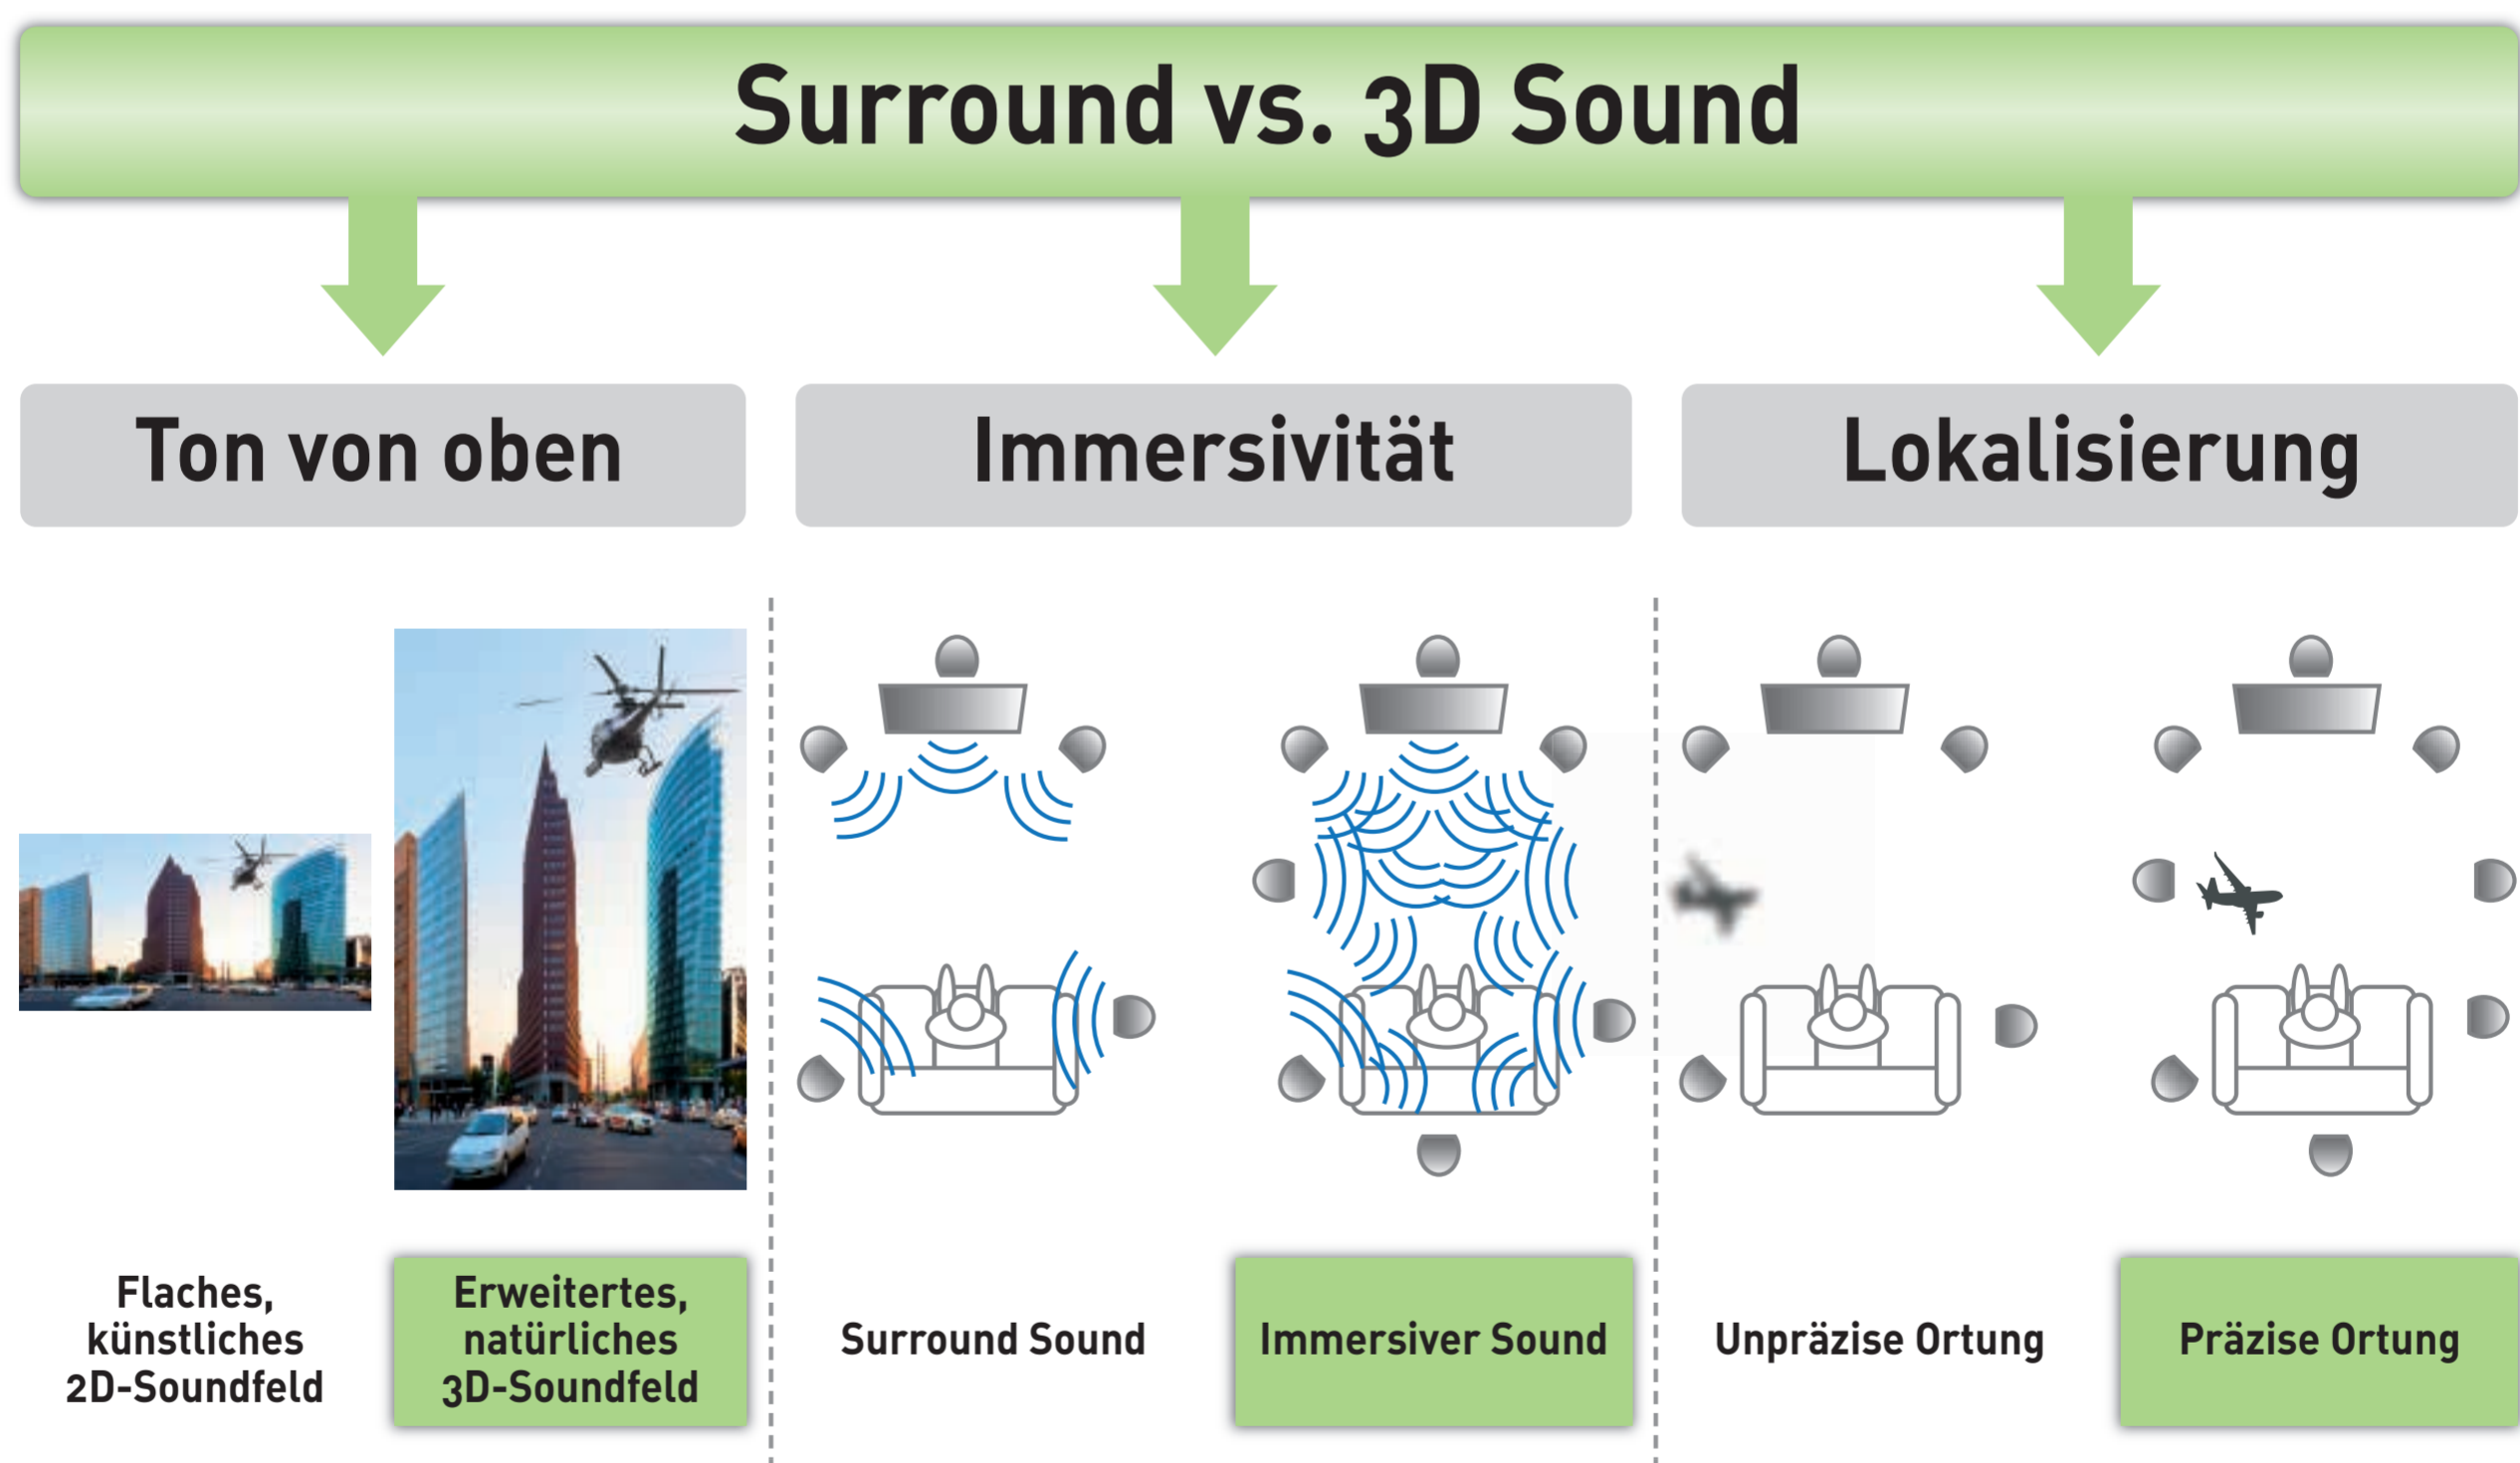 Surround vs. 3D Sound
Ton von oben
Immersivität
Lokalisierung
Flaches,
künstliches
2D-Soundfeld
Erweitertes,
natürliches
3D-Soundfeld
Surround Sound
Immersiver Sound
Unpräzise Ortung
Präzise Ortung